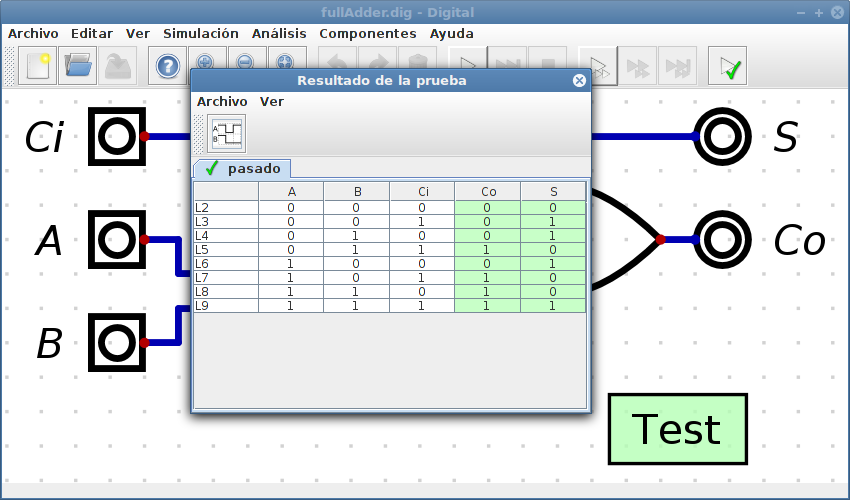 fullAdder.dig - Digital
Archivo Editar Ver Simulación Análisis Componentes Ayuda
Resultado de la prueba
Archivo Ver
A
B
pasado
A B Ci Co S
L2 0 0 0 0 0
L3 0 0 1 0 1
L4 0 1 0 0 1
L5 0 1 1 1 0
L6 1 0 0 0 1
L7 1 0 1 1 0
L8 1 1 0 1 0
L9 1 1 1 1 1
Ci
S
A
Co
B
Test